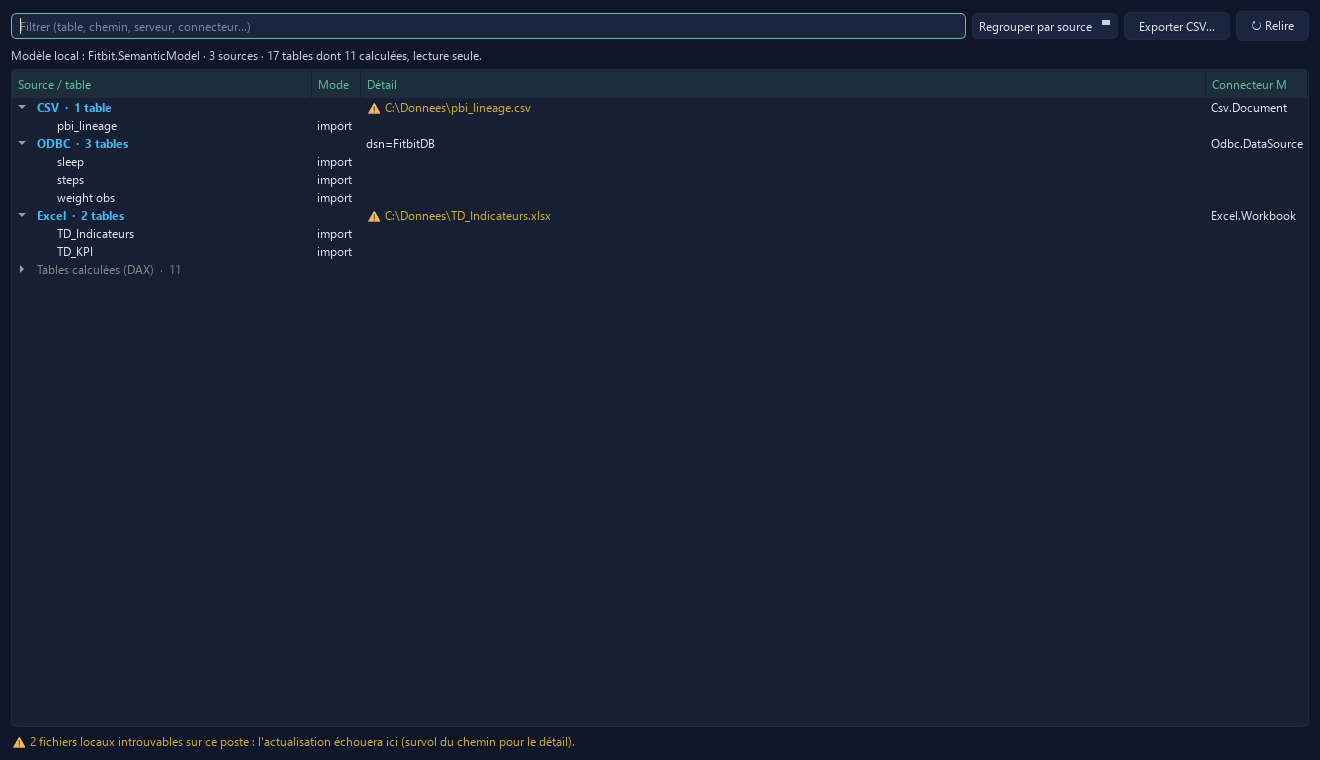 Filtrer (table, chemin, serveur, connecteur...) Regrouper par source Exporter CSV... Relire
Modèle local : Fitbit.SemanticModel · 3 sources · 17 tables dont 11 calculées, lecture seule.
Source / table Mode Détail Connecteur M
CSV · 1 table C:\Donnees\pbi_lineage.csv Csv.Document
pbi_lineage import
ODBC · 3 tables dsn=FitbitDB Odbc.DataSource
sleep import
steps import
weight obs import
Excel · 2 tables C:\Donnees\TD_Indicateurs.xlsx Excel.Workbook
TD_Indicateurs import
TD_KPI import
Tables calculées (DAX) · 11
2 fichiers locaux introuvables sur ce poste : l'actualisation échouera ici (survol du chemin pour le détail).